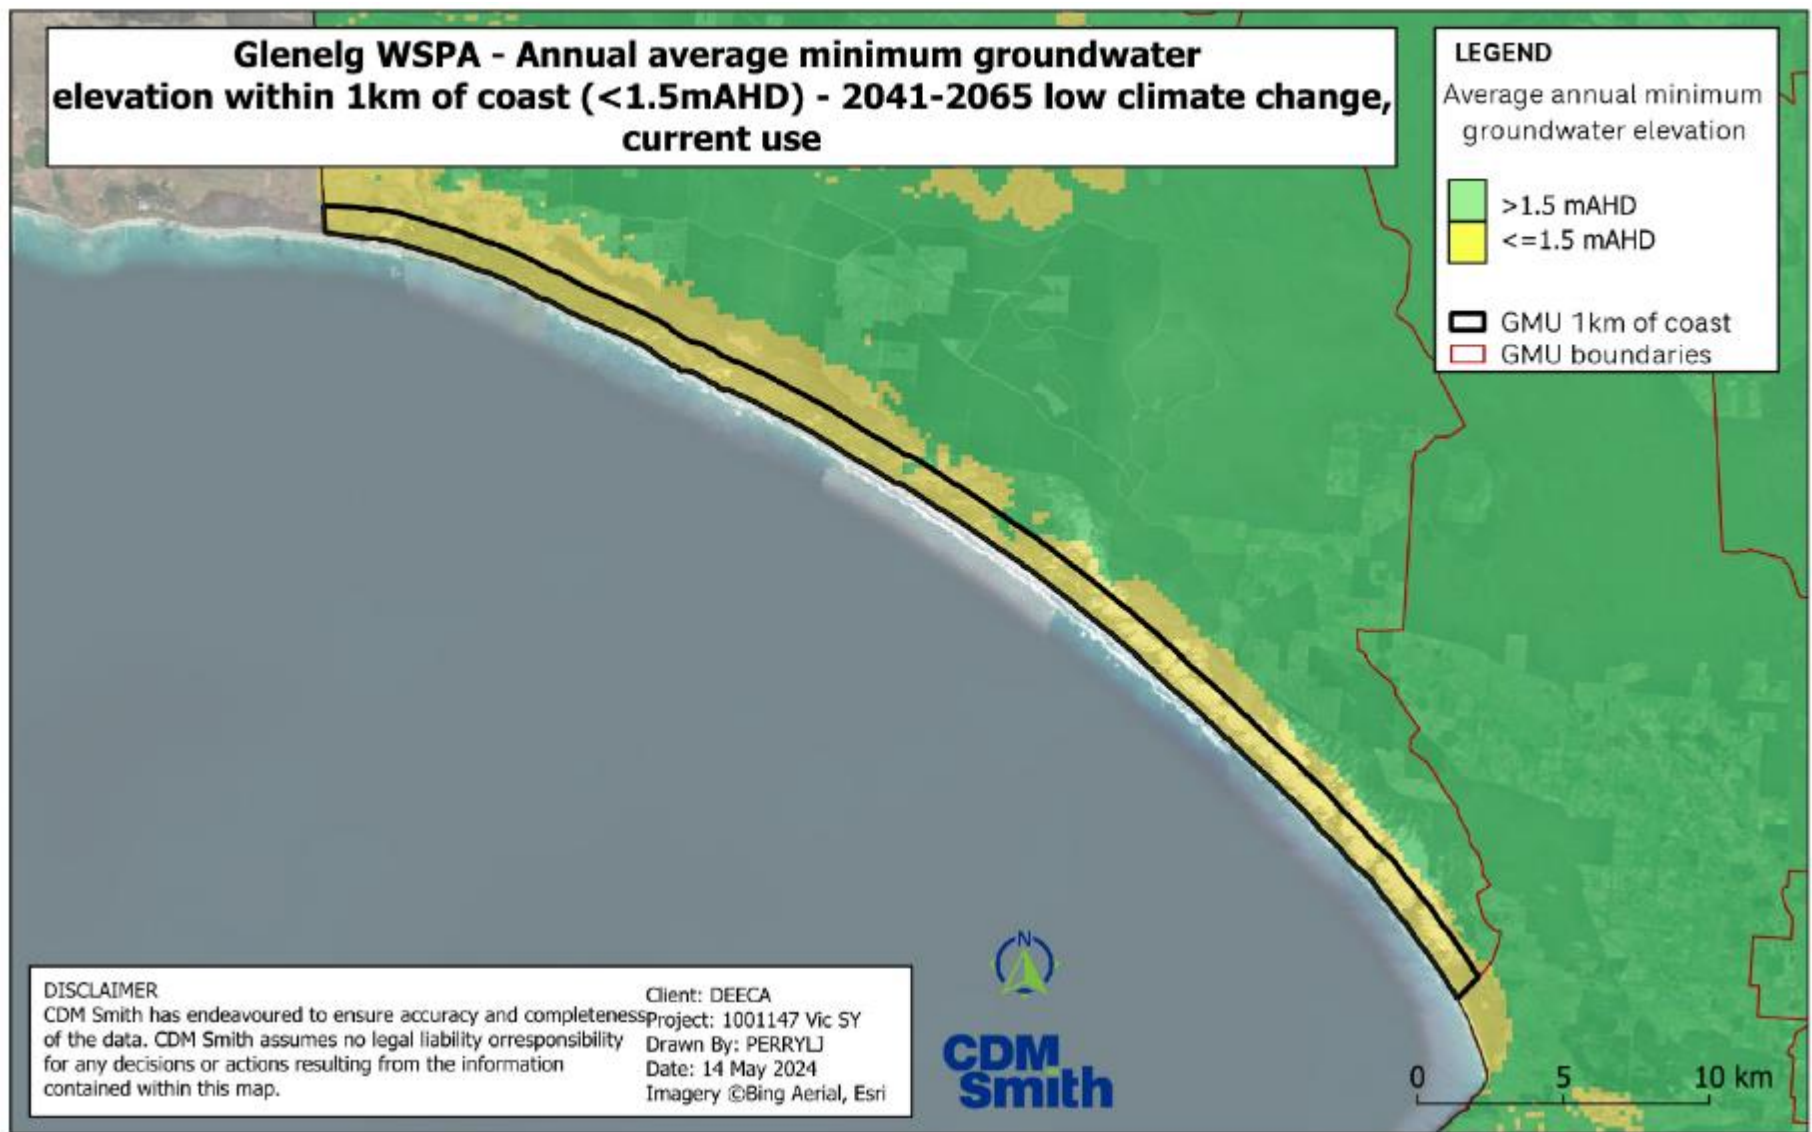 Glenelg WSPA - Annual average minimum groundwater
elevation within 1km of coast (<1.5mAHD) - 2041-2065 low climate change,
current use
LEGEND
Average annual minimum
groundwater elevation
>1.5 mAHD
<=1.5 mAHD
GMU 1km of coast
GMU boundaries
DISCLAIMER
CDM Smith has endeavoured to ensure accuracy and completeness
of the data. CDM Smith assumes no legal liability orresponsibility
for any decisions or actions resulting from the information
contained within this map.
Client: DEECA
Project: 1001147 Vic SY
Drawn By: PERRYLJ
Date: 14 May 2024
Imagery ©Bing Aerial, Esri
N
CDM
Smith
0 5 10 km